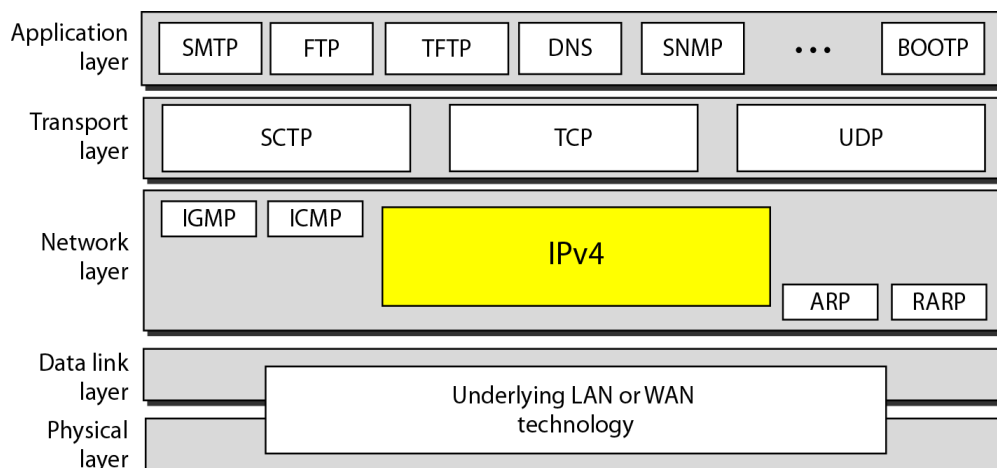 Application
layer
SMTP FTP TFTP DNS SNMP ... BOOTP
Transport
layer
SCTP TCP UDP
Network
layer
IGMP ICMP
IPv4
ARP RARP
Data link
layer
Underlying LAN or WAN
technology
Physical
layer